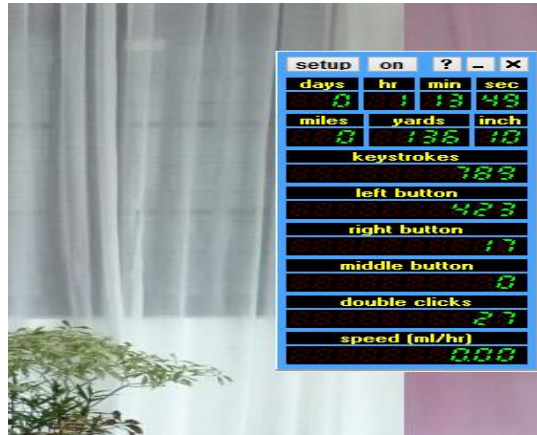 setup on ? _ ×
days hr min sec
0 1 13 49
miles yards inch
0 136 10
keystrokes
789
left button
423
right button
17
middle button
0
double clicks
27
speed (ml/hr)
0.00